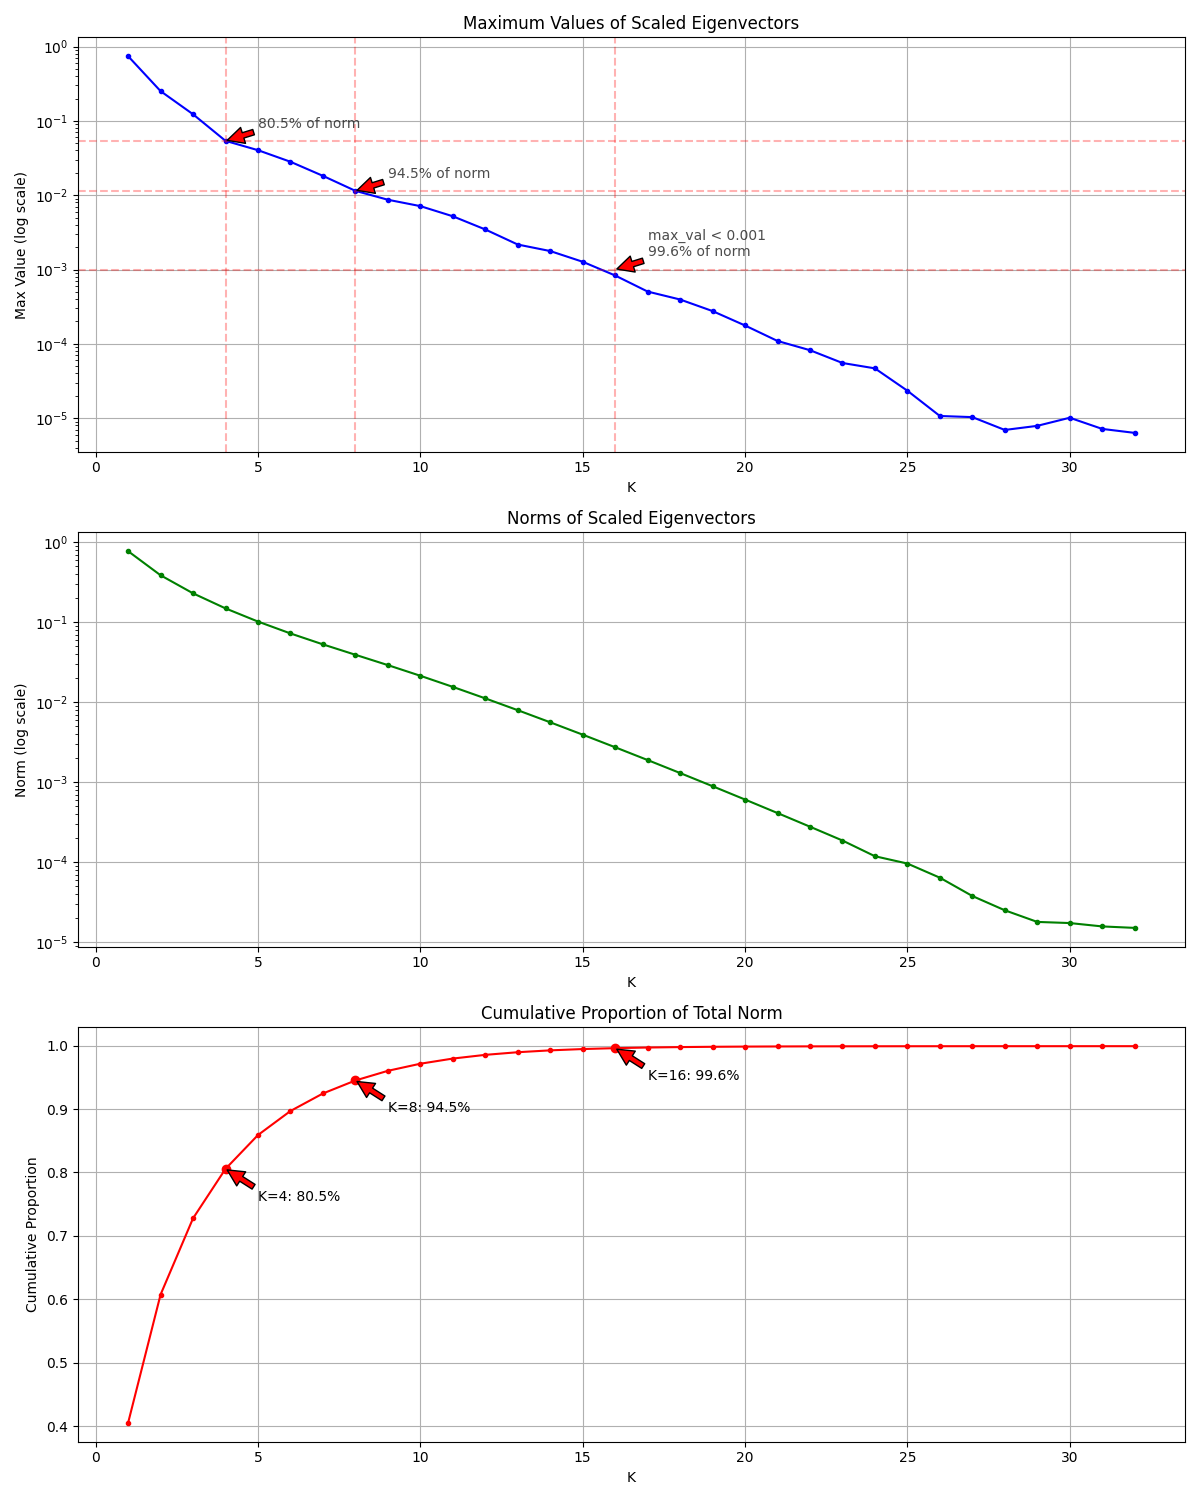 Maximum Values of Scaled Eigenvectors
10⁰
10⁻¹
10⁻²
10⁻³
10⁻⁴
10⁻⁵
Max Value (log scale)
80.5% of norm
94.5% of norm
max_val < 0.001
99.6% of norm
0 5 10 15 20 25 30
K
Norms of Scaled Eigenvectors
10⁰
10⁻¹
10⁻²
10⁻³
10⁻⁴
10⁻⁵
Norm (log scale)
0 5 10 15 20 25 30
K
Cumulative Proportion of Total Norm
1.0
0.9
0.8
0.7
0.6
0.5
0.4
Cumulative Proportion
K=16: 99.6%
K=8: 94.5%
K=4: 80.5%
0 5 10 15 20 25 30
K